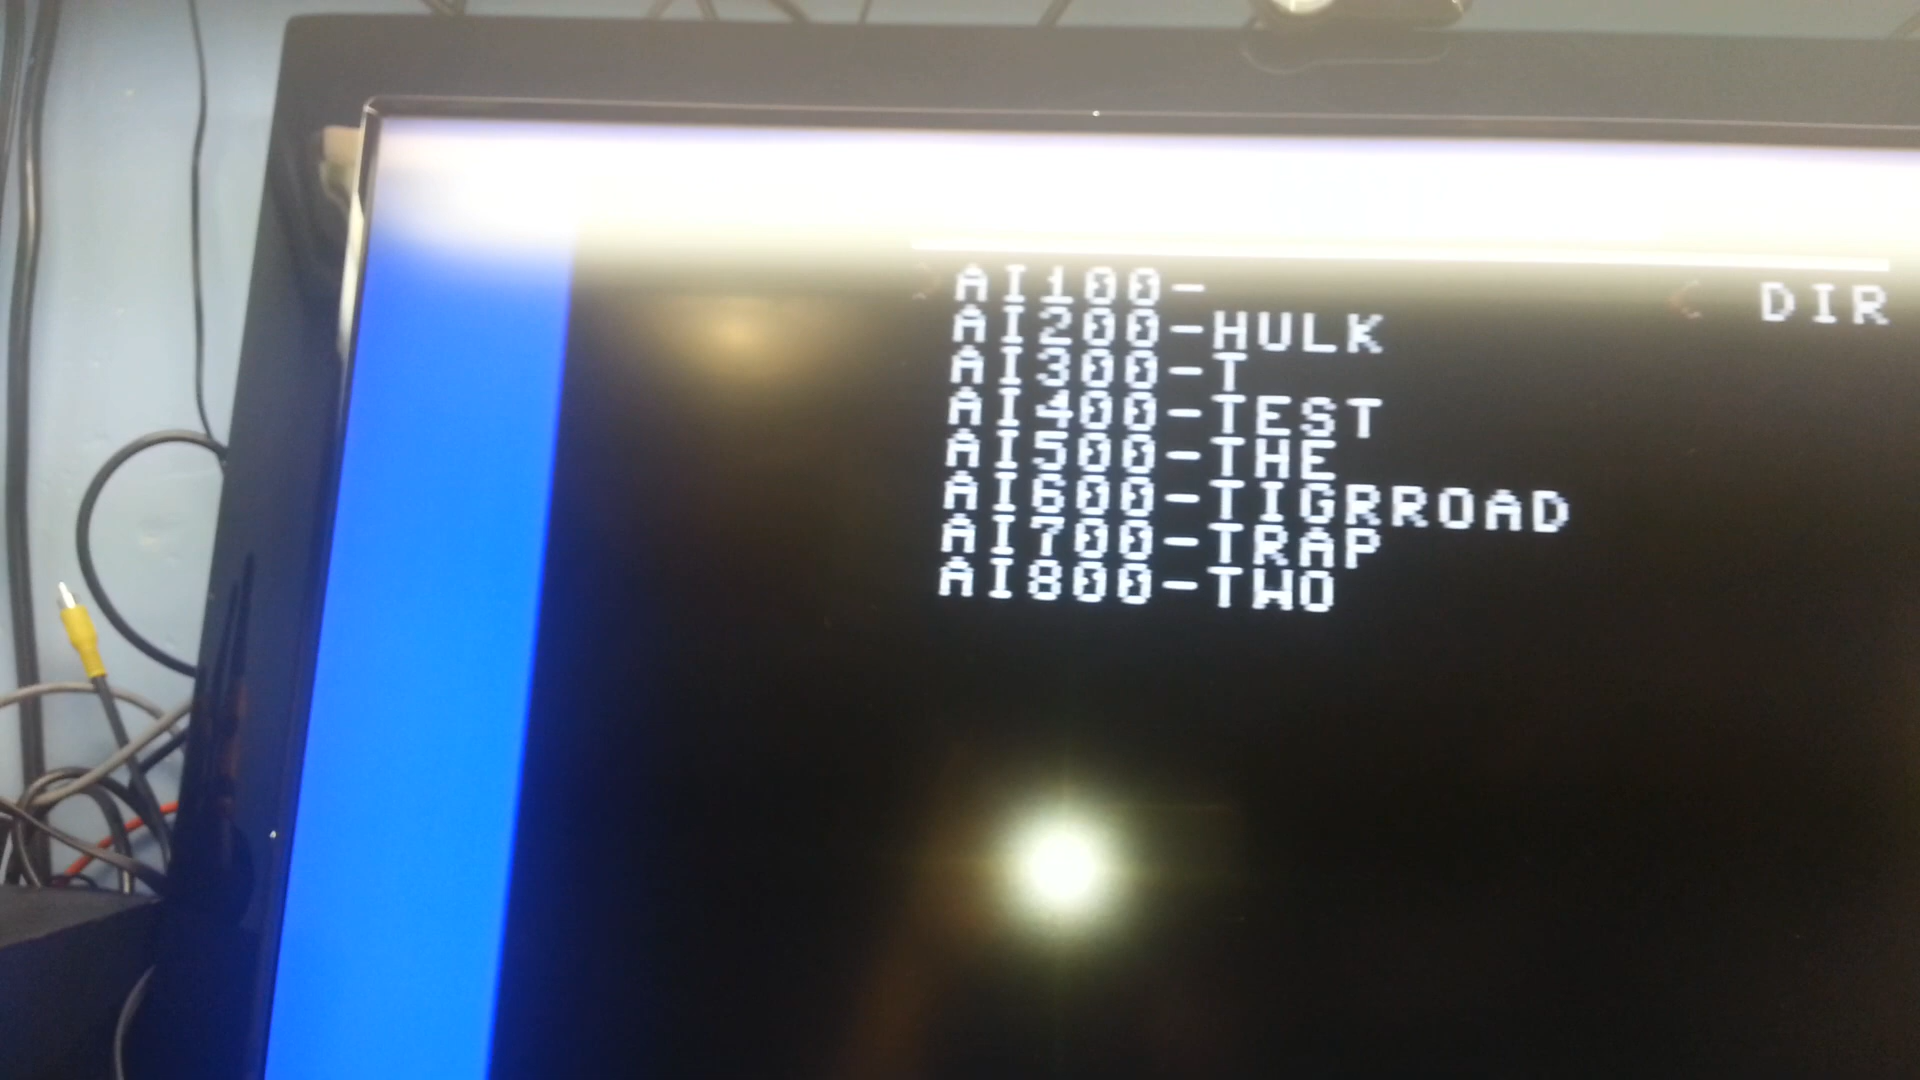 AI100-
DIR
AI200-HULK
AI300-T
AI400-TEST
AI500-THE
AI600-TIGRROAD
AI700-TRAP
AI800-TWO